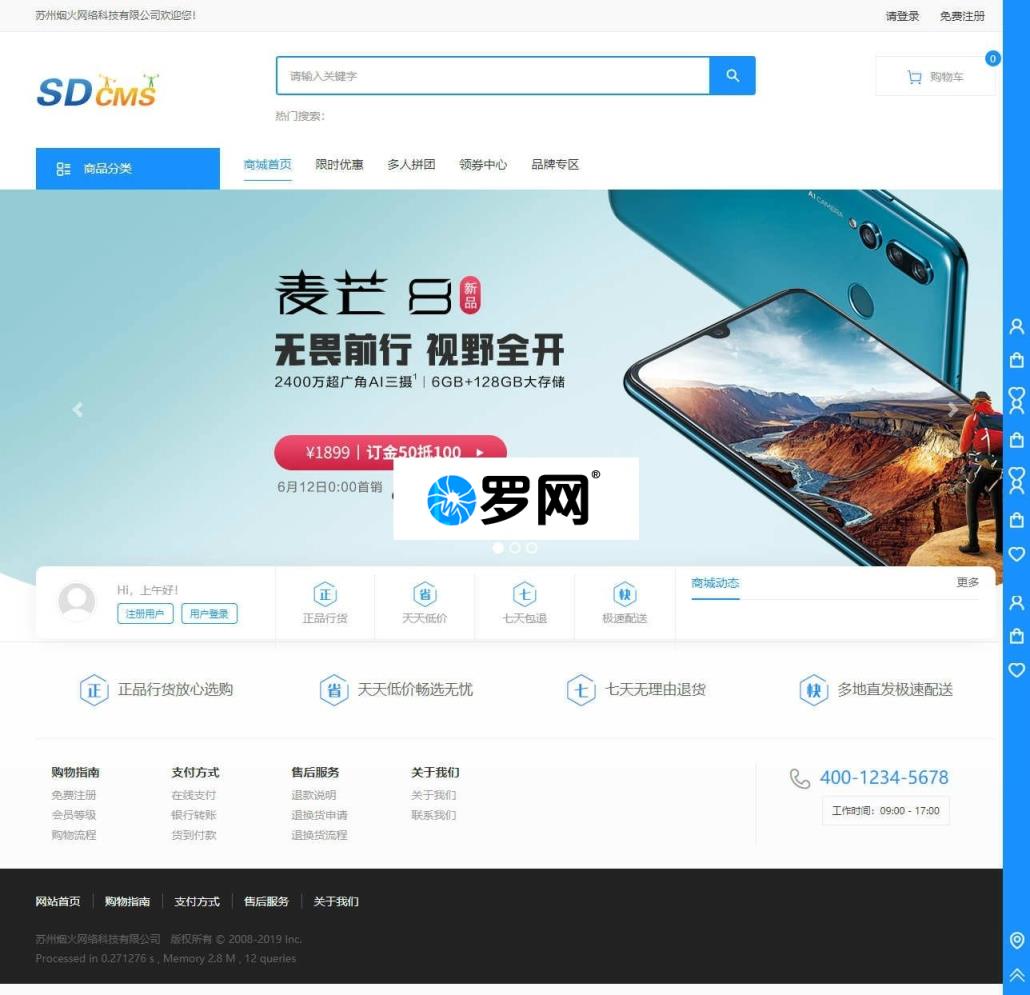 苏州烟火网络科技有限公司欢迎您!
请登录 免费注册
SDCMS
请输入关键字
0
购物车
热门搜索:
商品分类
商城首页 限时优惠 多人拼团 领券中心 品牌专区
AI CAMERA
麦芒 8 新品
无畏前行 视野全开
2400万超广角AI三摄¹ | 6GB+128GB大存储
¥1899 | 订金50抵100
6月12日0:00首销
罗网®
Hi, 上午好!
注册用户 用户登录
正 省 七 快
正品行货 天天低价 七天包退 极速配送
商城动态 更多
正 正品行货放心选购
省 天天低价畅选无忧
七 七天无理由退货
快 多地直发极速配送
购物指南
免费注册
会员等级
购物流程
支付方式
在线支付
银行转账
货到付款
售后服务
退款说明
退换货申请
退换货流程
关于我们
关于我们
联系我们
400-1234-5678
工作时间: 09:00 - 17:00
网站首页 购物指南 支付方式 售后服务 关于我们
苏州烟火网络科技有限公司 版权所有 © 2008-2019 Inc.
Processed in 0.271276 s , Memory 2.8 M , 12 queries